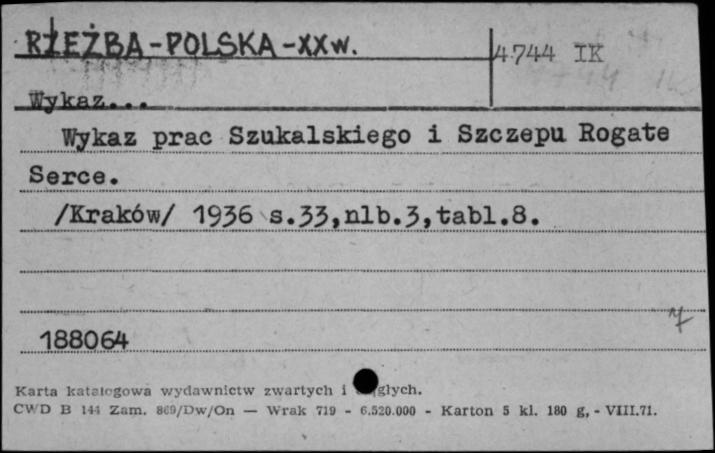 RZEŹBA-POLSKA-XXw.
4744 IK
Wykaz...
Wykaz prac Szukalskiego i Szczepu Rogate
Serce.
/Kraków/ 1936 s.33,nlb.3,tabl.8.
7
188064
Karta katalogowa wydawnictw zwartych i głych.
CWD B 144 Zam. 869/Dw/On — Wrak 719 - 6.520.000 - Karton 5 kl. 180 g, - VIII.71.